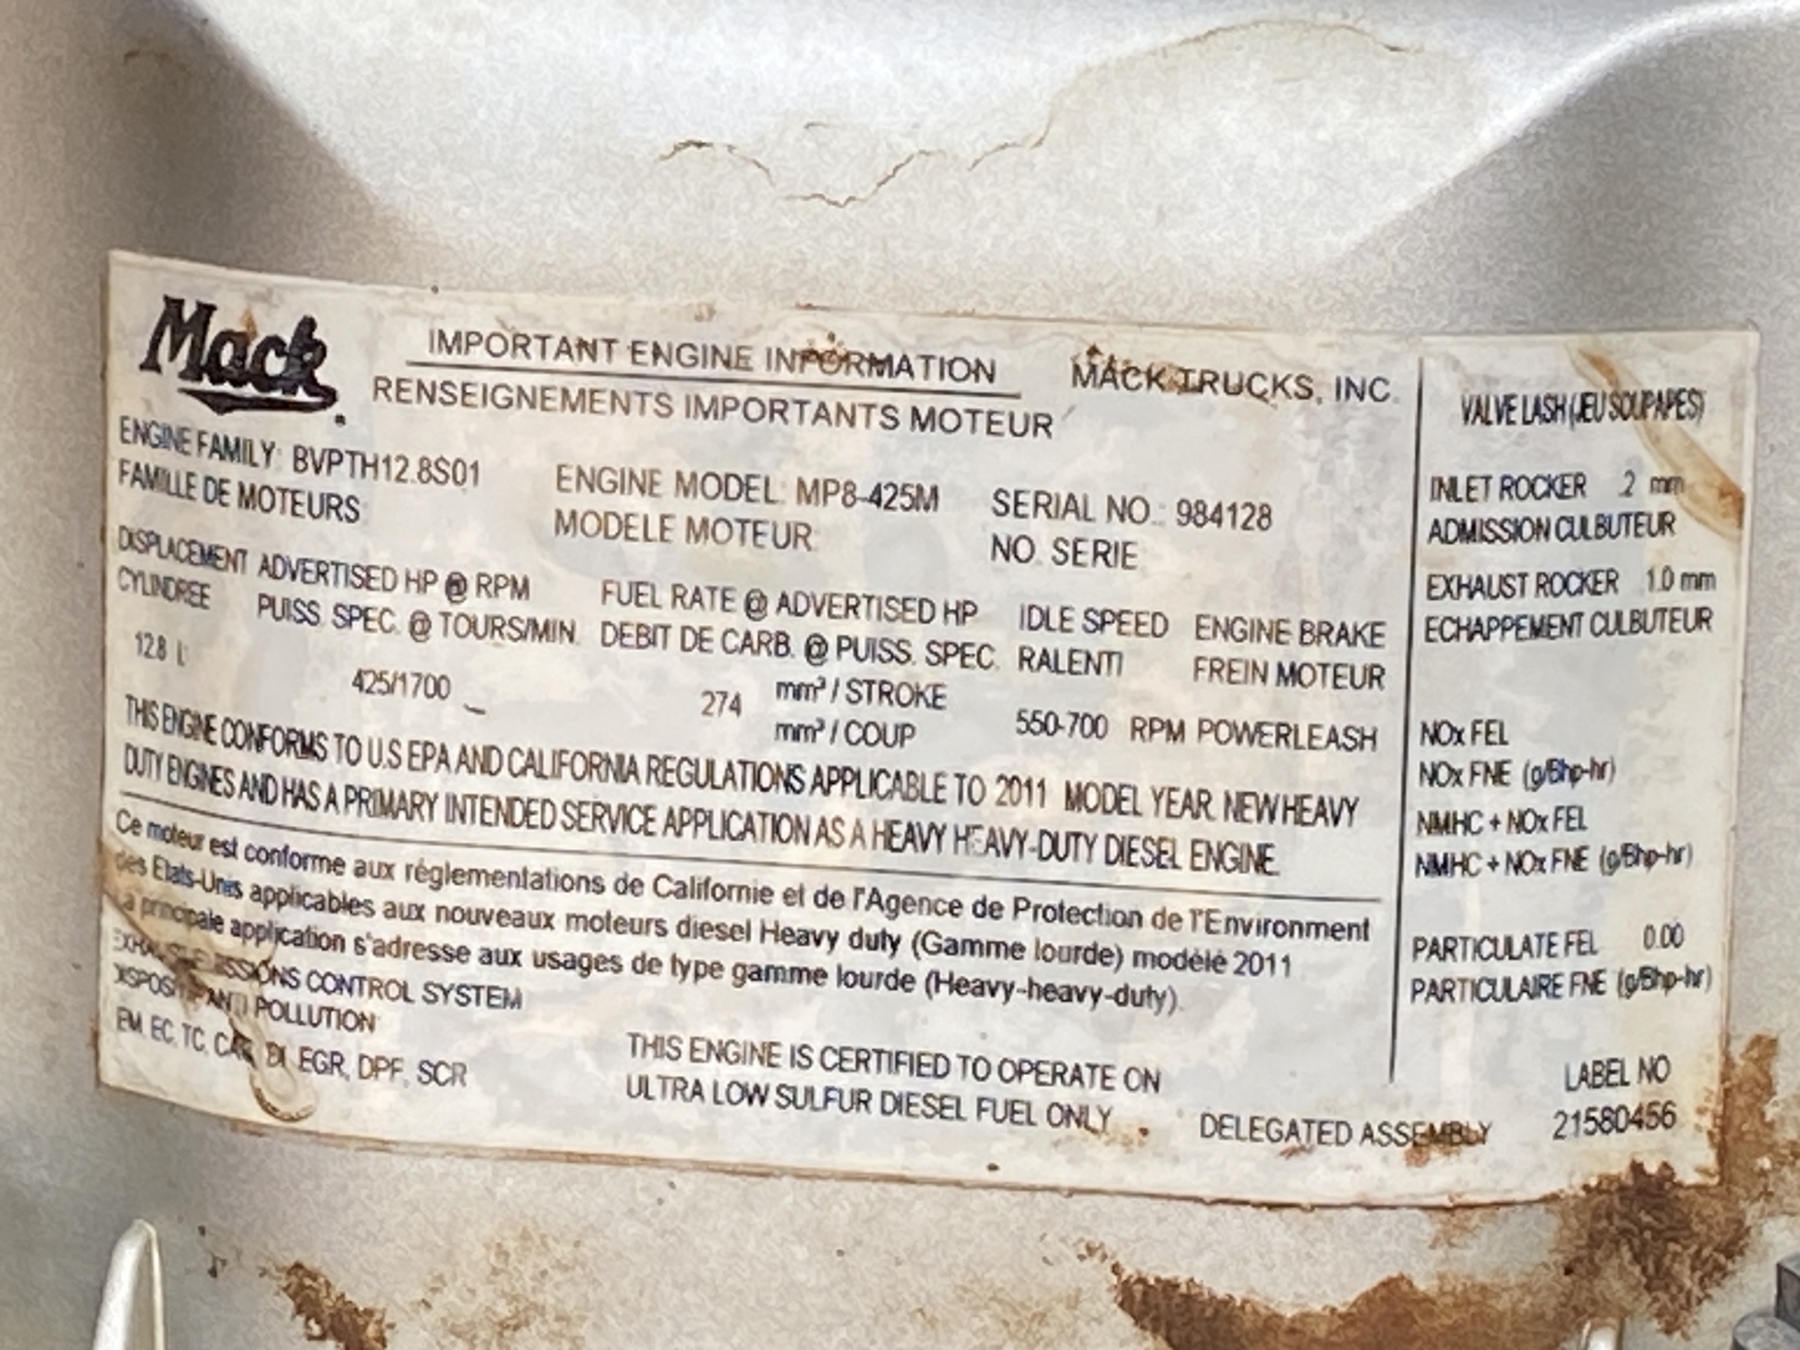 Mack
IMPORTANT ENGINE INFORMATION MACK TRUCKS, INC.
RENSEIGNEMENTS IMPORTANTS MOTEUR
ENGINE FAMILY: BVPTH12.8S01
FAMILLE DE MOTEURS
ENGINE MODEL: MP8-425M
MODELE MOTEUR
SERIAL NO.: 984128
NO. SERIE
DISPLACEMENT
CYLINDREE
12.8 L
ADVERTISED HP @ RPM
PUISS. SPEC. @ TOURS/MIN.
425/1700
FUEL RATE @ ADVERTISED HP
DEBIT DE CARB. @ PUISS. SPEC.
274 mm³ / STROKE
mm³ / COUP
IDLE SPEED
RALENTI
550-700 RPM
ENGINE BRAKE
FREIN MOTEUR
POWERLEASH
THIS ENGINE CONFORMS TO U.S EPA AND CALIFORNIA REGULATIONS APPLICABLE TO 2011 MODEL YEAR NEW HEAVY
DUTY ENGINES AND HAS A PRIMARY INTENDED SERVICE APPLICATION AS A HEAVY HEAVY-DUTY DIESEL ENGINE.
Ce moteur est conforme aux réglementations de Californie et de l'Agence de Protection de l'Environment
des Etats-Unis applicables aux nouveaux moteurs diesel Heavy duty (Gamme lourde) modèle 2011
La principale application s'adresse aux usages de type gamme lourde (Heavy-heavy-duty).
EXHAUST EMISSIONS CONTROL SYSTEM
DISPOSITIF ANTI POLLUTION
EM, EC, TC, CAC, DI, EGR, DPF, SCR
THIS ENGINE IS CERTIFIED TO OPERATE ON
ULTRA LOW SULFUR DIESEL FUEL ONLY
DELEGATED ASSEMBLY
VALVE LASH (JEU SOUPAPES)
INLET ROCKER .2 mm
ADMISSION CULBUTEUR
EXHAUST ROCKER 1.0 mm
ECHAPPEMENT CULBUTEUR
NOx FEL
NOx FNE (g/Bhp-hr)
NMHC + NOx FEL
NMHC + NOx FNE (g/Bhp-hr)
PARTICULATE FEL 0.00
PARTICULAIRE FNE (g/Bhp-hr)
LABEL NO
21580456